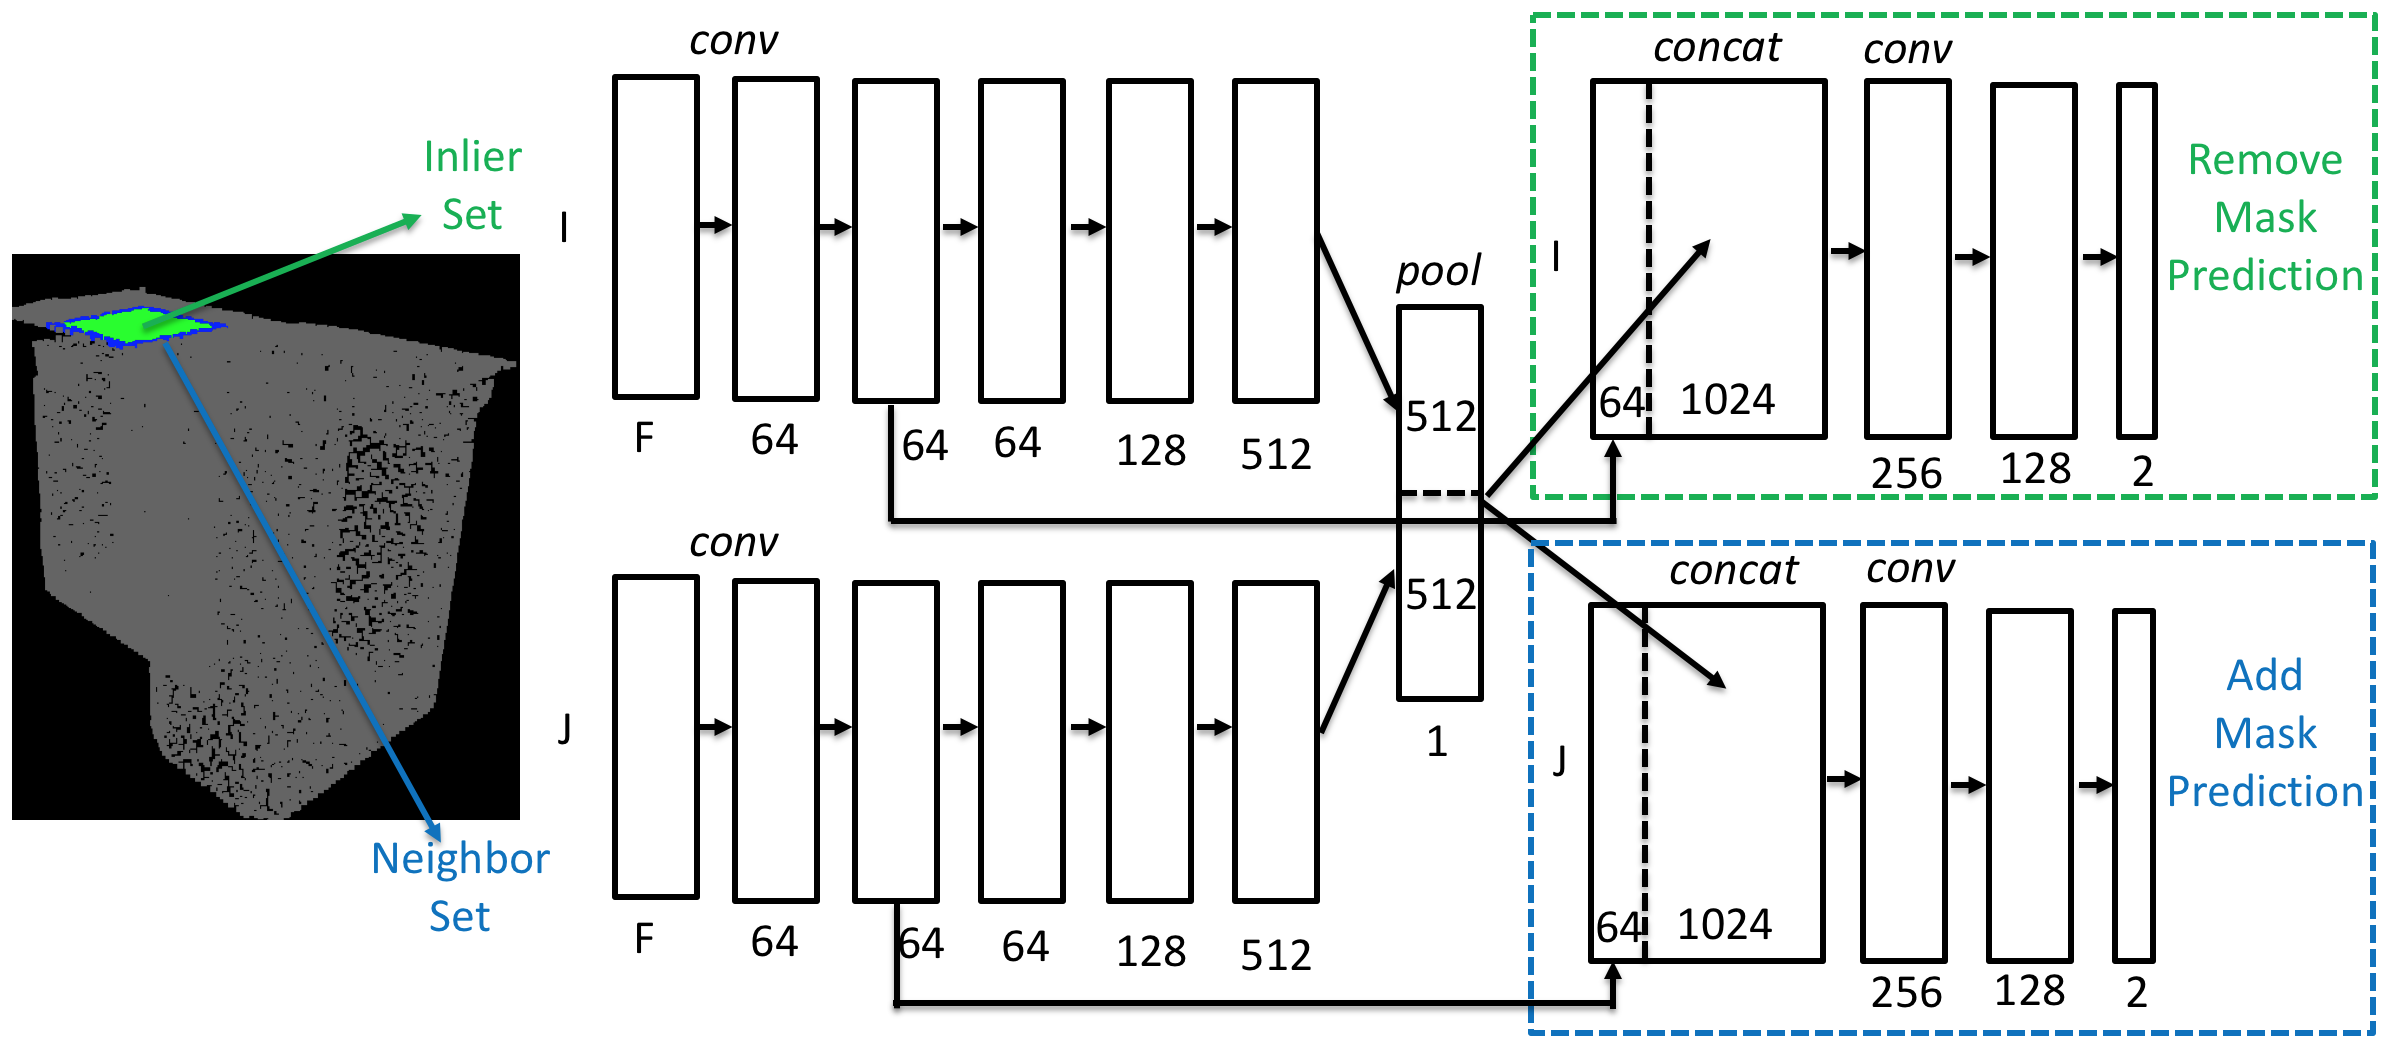 Inlier
Set
Neighbor
Set
conv
I
F
64
64
64
128
512
conv
J
F
64
64
64
128
512
pool
512
512
1
concat
conv
I
64
1024
256
128
2
Remove
Mask
Prediction
concat
conv
J
64
1024
256
128
2
Add
Mask
Prediction